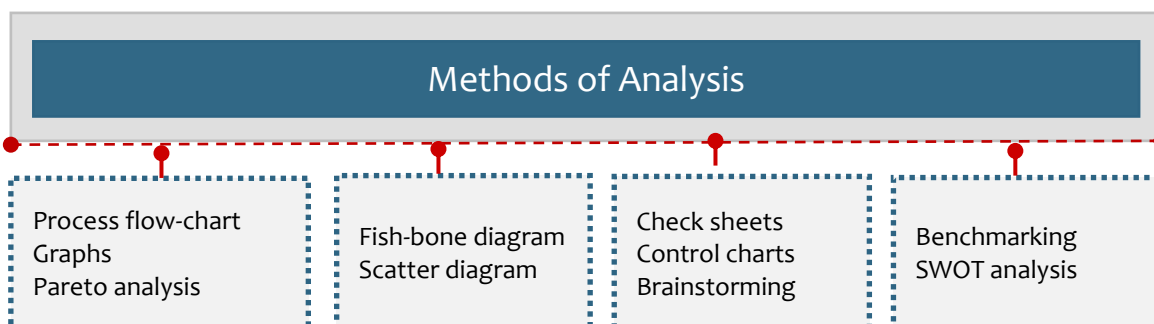 Methods of Analysis
Process flow-chart
Graphs
Pareto analysis
Fish-bone diagram
Scatter diagram
Check sheets
Control charts
Brainstorming
Benchmarking
SWOT analysis